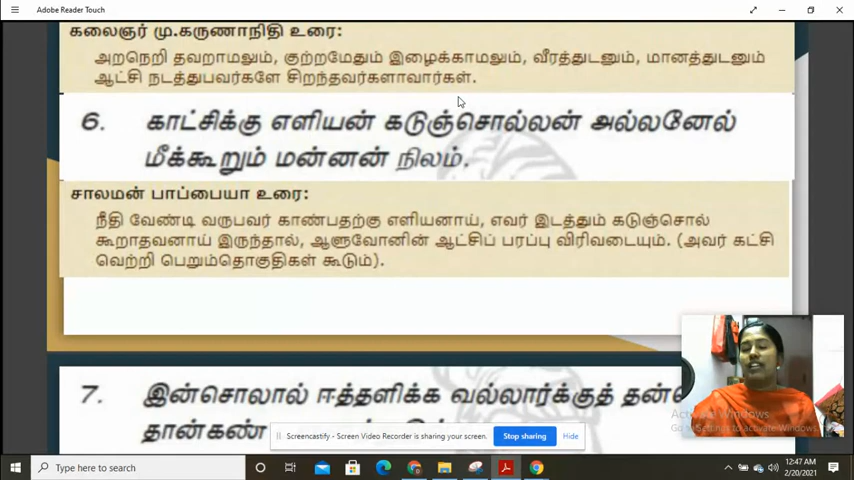 Adobe Reader Touch
கலைஞர் மு.கருணாநிதி உரை:
அறநெறி தவறாமலும், குற்றமேதும் இழைக்காமலும், வீரத்துடனும், மானத்துடனும்
ஆட்சி நடத்துபவர்களே சிறந்தவர்களாவார்கள்.
6. காட்சிக்கு எளியன் கடுஞ்சொல்லன் அல்லனேல்
மீக்கூறும் மன்னன் நிலம்.
சாலமன் பாப்பையா உரை:
நீதி வேண்டி வருபவர் காண்பதற்கு எளியனாய், எவர் இடத்தும் கடுஞ்சொல்
கூறாதவனாய் இருந்தால், ஆளுவோனின் ஆட்சிப் பரப்பு விரிவடையும். (அவர் கட்சி
வெற்றி பெறும்தொகுதிகள் கூடும்).
7. இன்சொலால் ஈத்தளிக்க வல்லார்க்குத்
தான்கண்
Activate Windows
Go to Settings to activate Windows.
Screencastify - Screen Video Recorder is sharing your screen.
Stop sharing
Hide
Type here to search
12:47 AM
2/20/2021